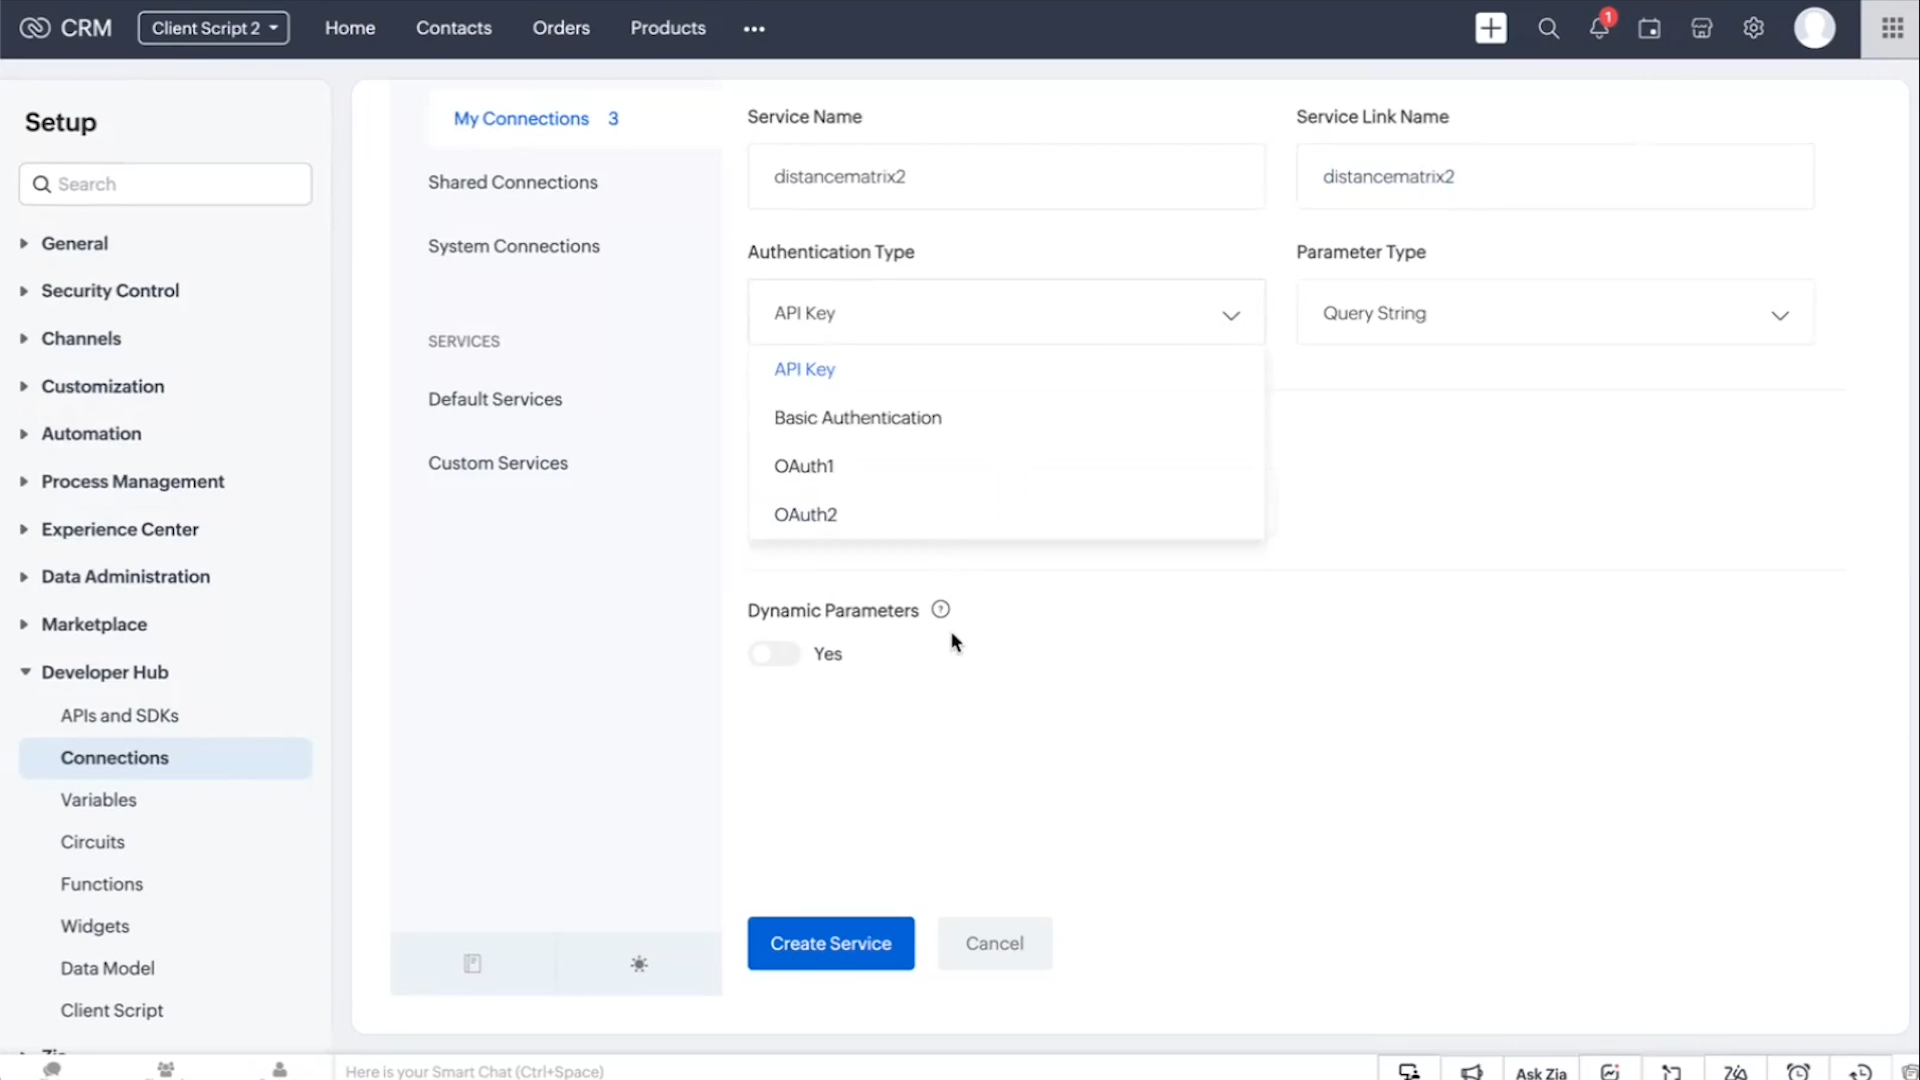 CRM
Client Script 2
Home
Contacts
Orders
Products
1
Setup
Search
General
Security Control
Channels
Customization
Automation
Process Management
Experience Center
Data Administration
Marketplace
Developer Hub
APIs and SDKs
Connections
Variables
Circuits
Functions
Widgets
Data Model
Client Script
My Connections 3
Shared Connections
System Connections
SERVICES
Default Services
Custom Services
Service Name
distancematrix2
Service Link Name
distancematrix2
Authentication Type
API Key
Parameter Type
Query String
API Key
Basic Authentication
OAuth1
OAuth2
Dynamic Parameters ?
Yes
Create Service
Cancel
Here is your Smart Chat (Ctrl+Space)
Ask Zia